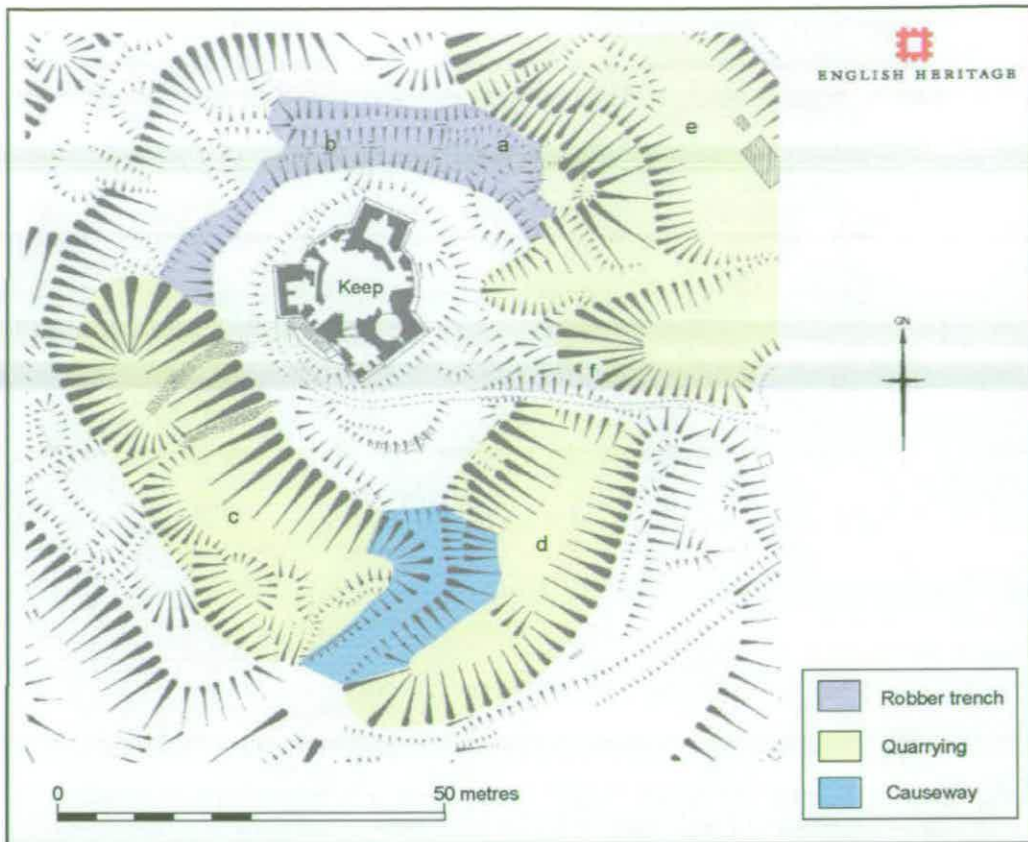 ENGLISH HERITAGE
e
b
a
Keep
f
c
d
Robber trench
Quarrying
Causeway
0
50 metres